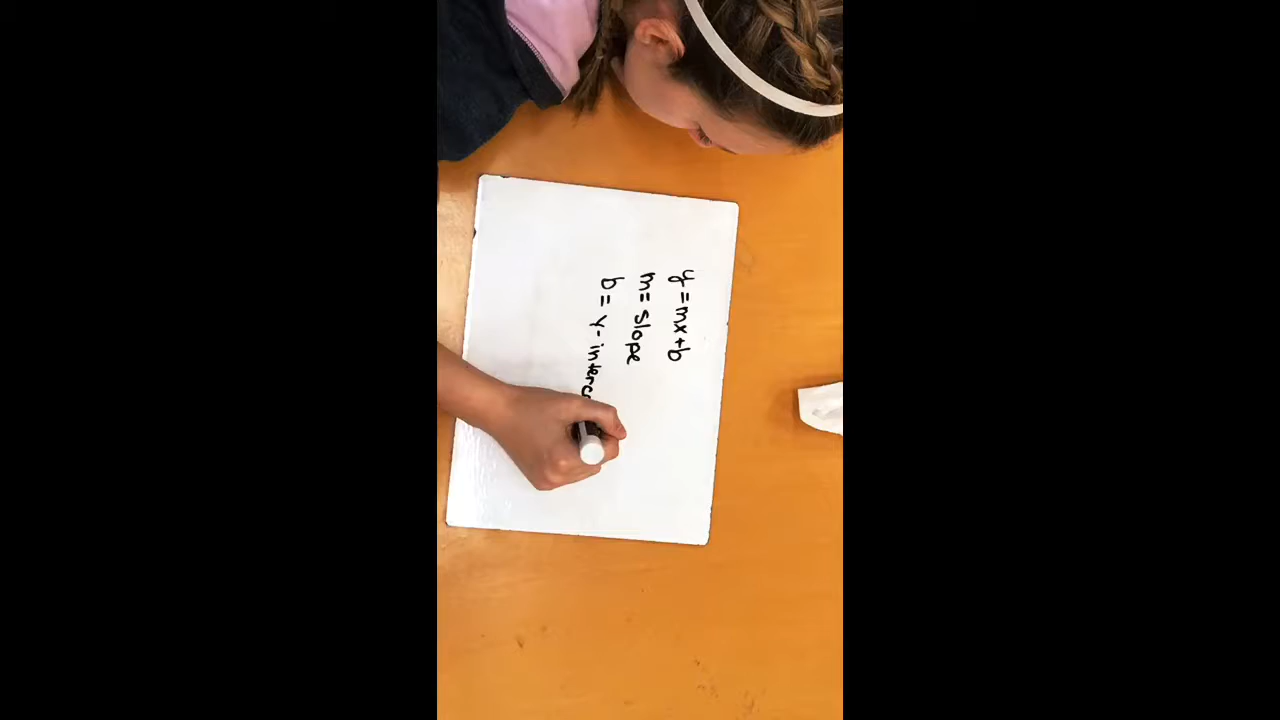 y = mx + b
m = slope
b = y - interc